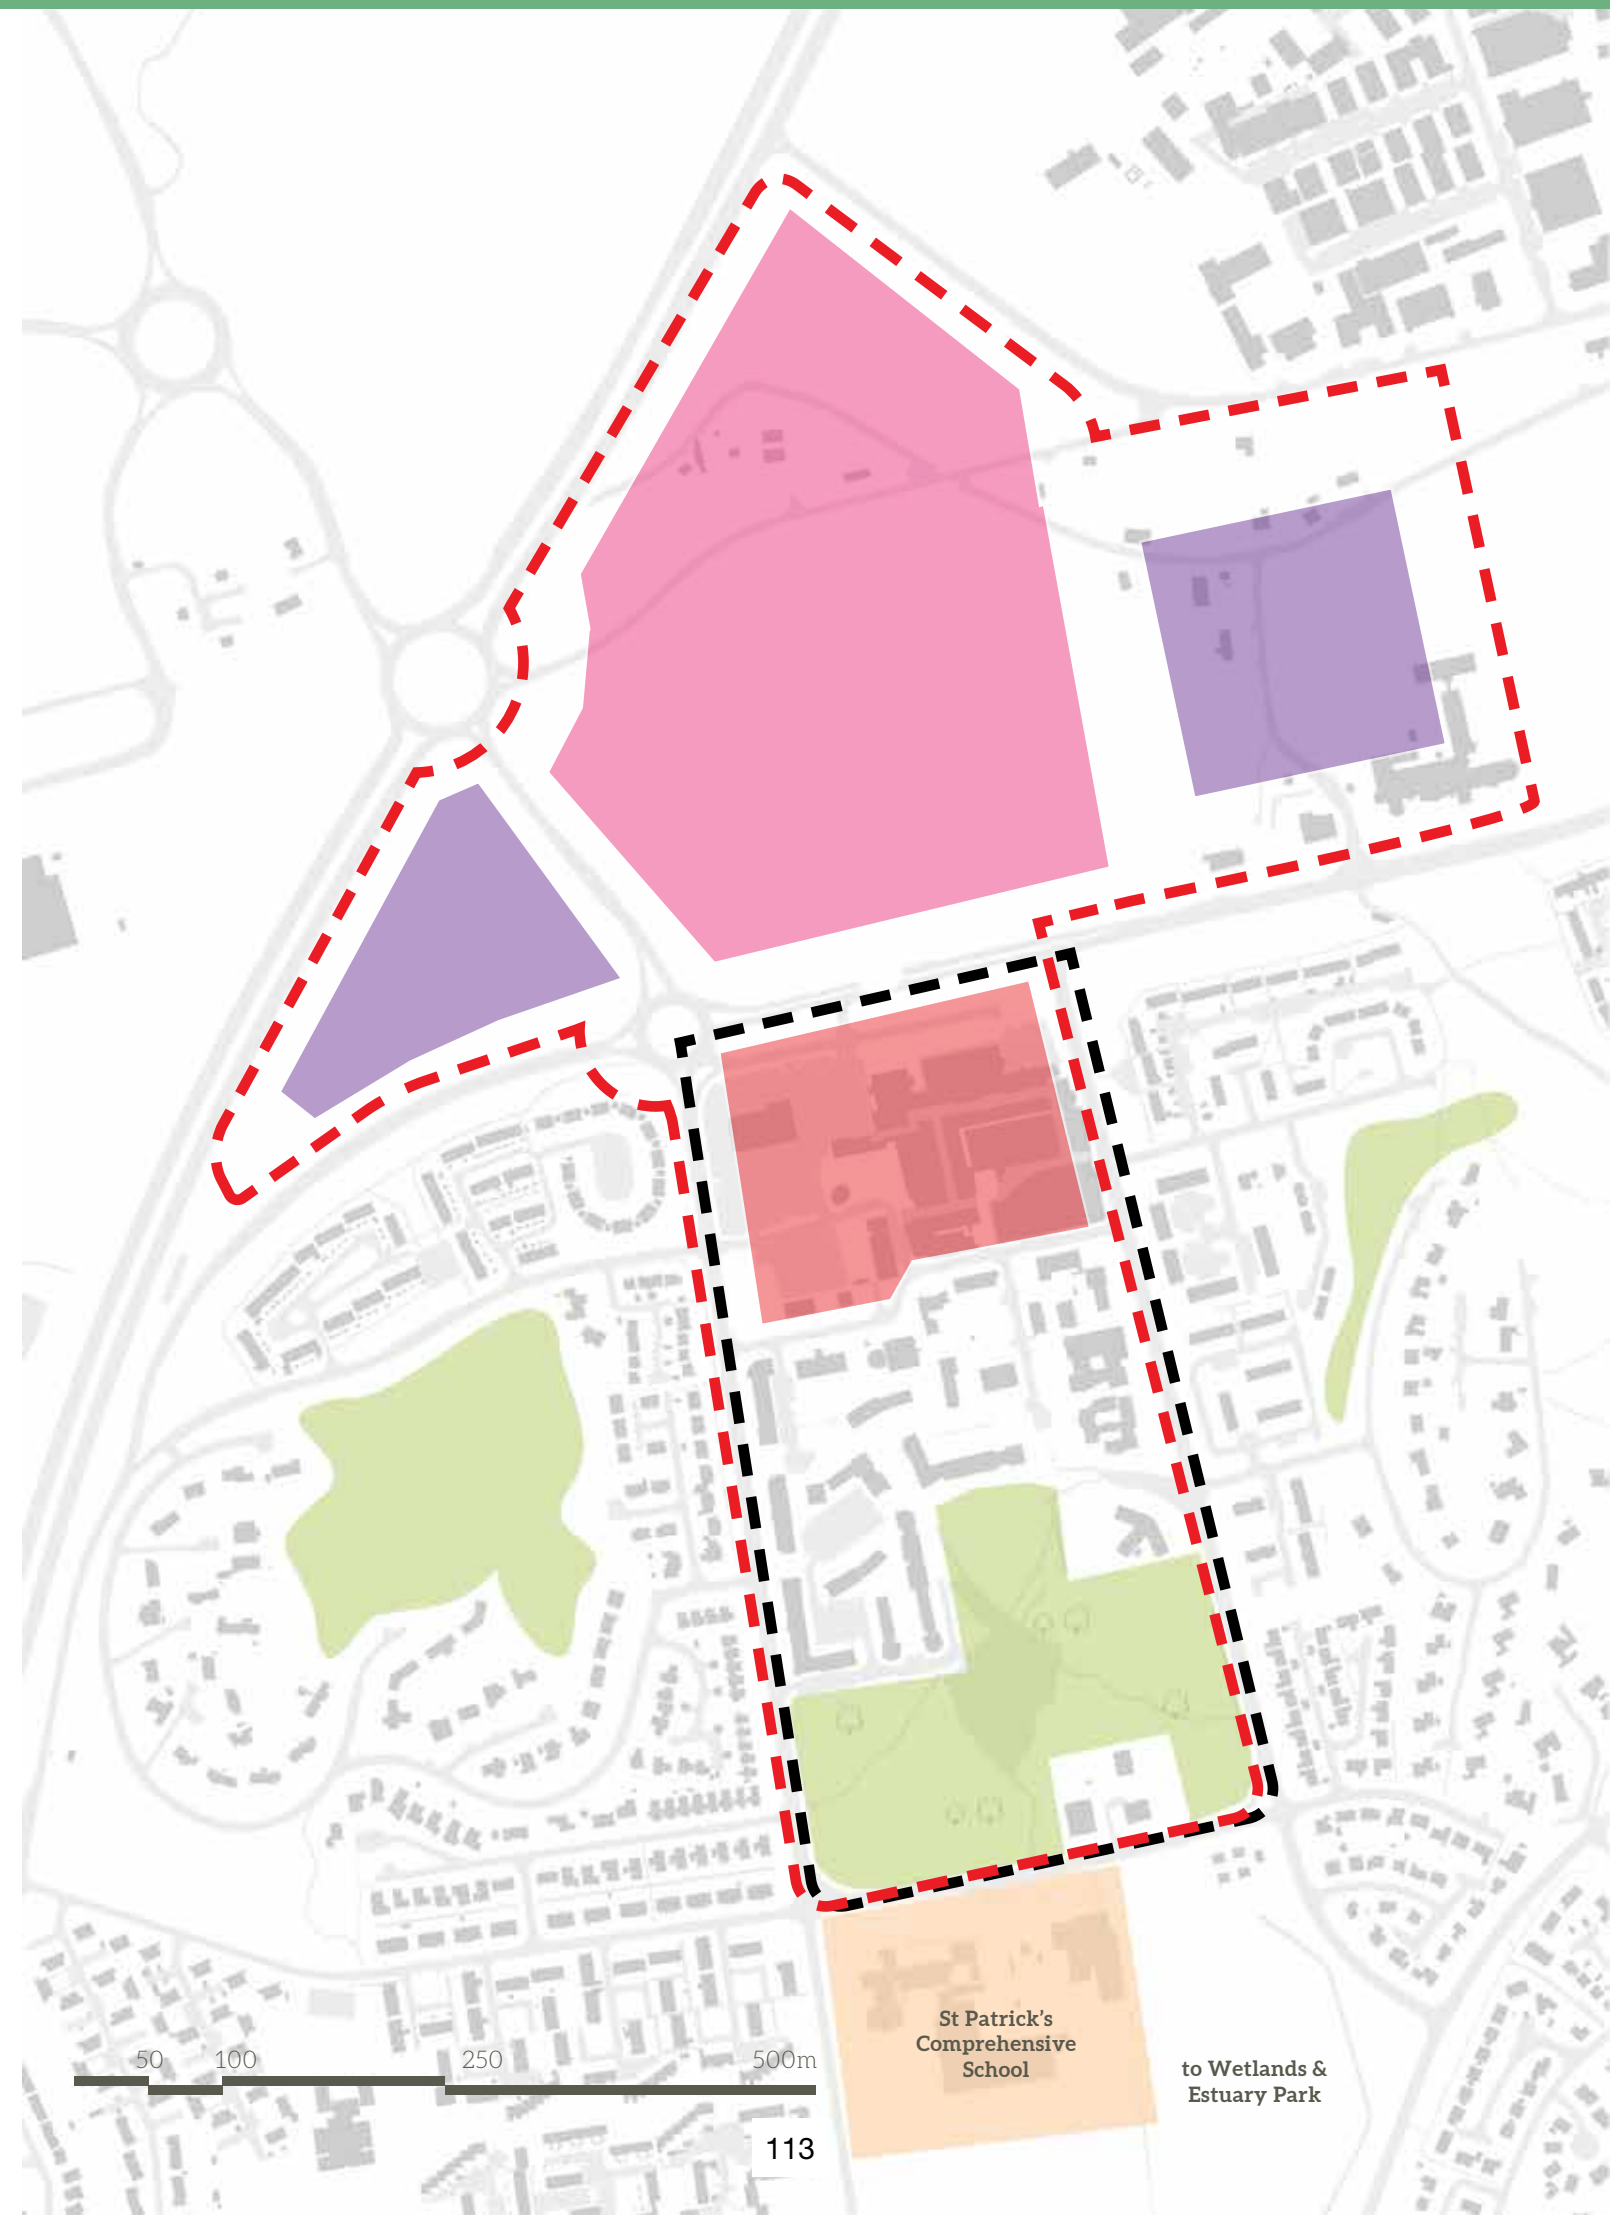 St Patrick's
Comprehensive
School
to Wetlands &
Estuary Park
50 100 250 500m
113